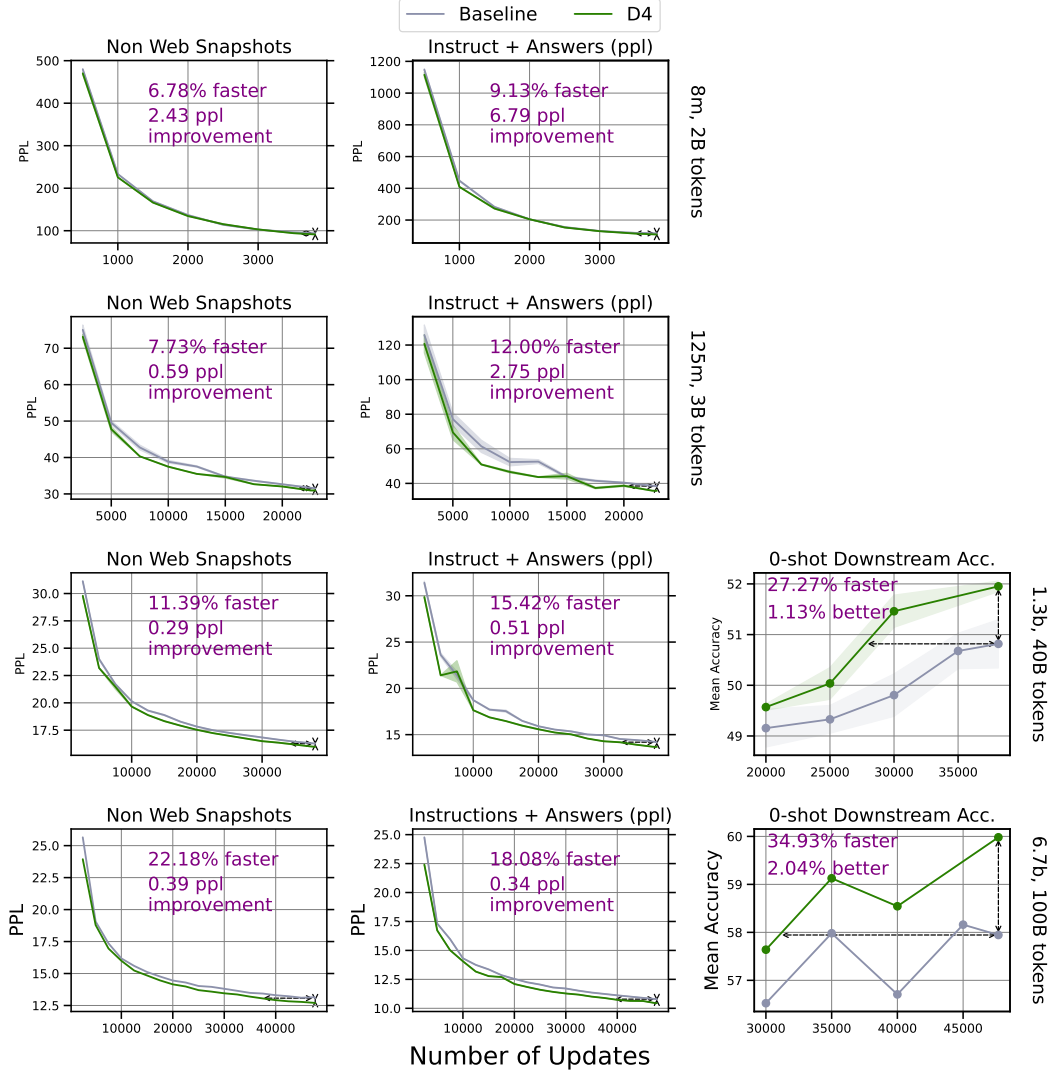 Baseline D4
Non Web Snapshots
500
400
300
200
100
PPL
6.78% faster
2.43 ppl
improvement
1000 2000 3000
Instruct + Answers (ppl)
1200
1000
800
600
400
200
PPL
9.13% faster
6.79 ppl
improvement
1000 2000 3000
8m, 2B tokens
Non Web Snapshots
70
60
50
40
30
PPL
7.73% faster
0.59 ppl
improvement
5000 10000 15000 20000
Instruct + Answers (ppl)
120
100
80
60
40
PPL
12.00% faster
2.75 ppl
improvement
5000 10000 15000 20000
125m, 3B tokens
Non Web Snapshots
30.0
27.5
25.0
22.5
20.0
17.5
PPL
11.39% faster
0.29 ppl
improvement
10000 20000 30000
Instruct + Answers (ppl)
30
25
20
15
PPL
15.42% faster
0.51 ppl
improvement
10000 20000 30000
0-shot Downstream Acc.
52
51
50
49
Mean Accuracy
27.27% faster
1.13% better
20000 25000 30000 35000
1.3b, 40B tokens
Non Web Snapshots
25.0
22.5
20.0
17.5
15.0
12.5
PPL
22.18% faster
0.39 ppl
improvement
10000 20000 30000 40000
Instructions + Answers (ppl)
25.0
22.5
20.0
17.5
15.0
12.5
10.0
PPL
18.08% faster
0.34 ppl
improvement
10000 20000 30000 40000
0-shot Downstream Acc.
60
59
58
57
Mean Accuracy
34.93% faster
2.04% better
30000 35000 40000 45000
6.7b, 100B tokens
Number of Updates